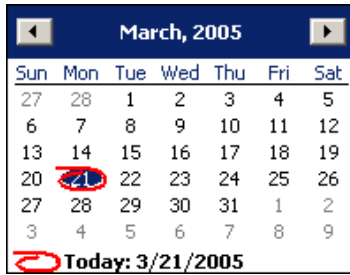 March, 2005
Sun Mon Tue Wed Thu Fri Sat
27 28 1 2 3 4 5
6 7 8 9 10 11 12
13 14 15 16 17 18 19
20 21 22 23 24 25 26
27 28 29 30 31 1 2
3 4 5 6 7 8 9
Today: 3/21/2005